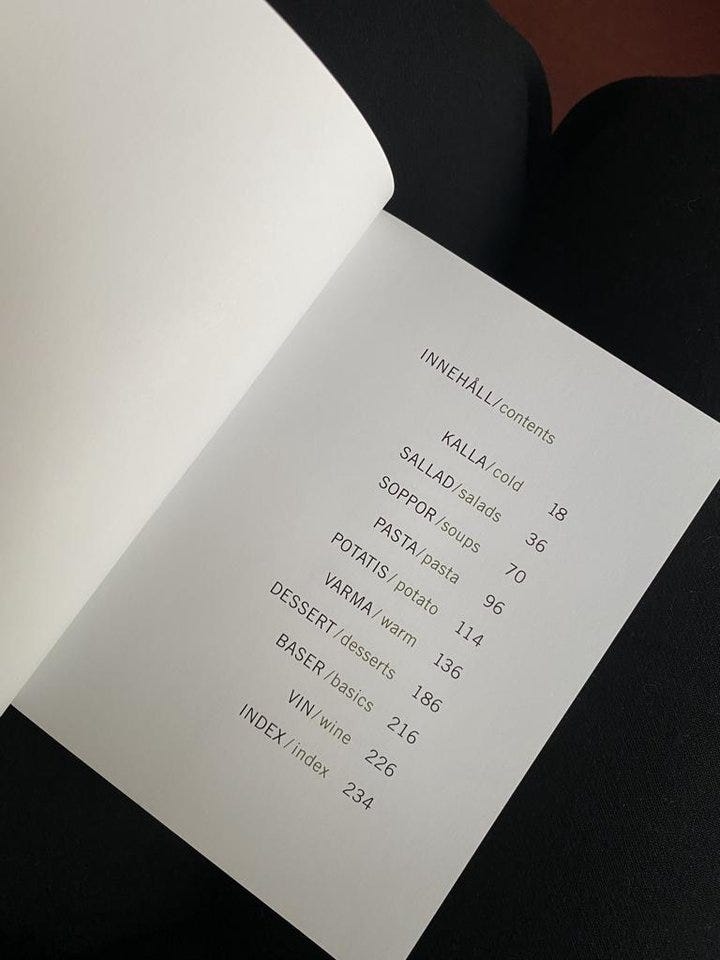 INNEHÅLL/contents
KALLA/cold 18
SALLAD/salads 36
SOPPOR/soups 70
PASTA/pasta 96
POTATIS/potato 114
VARMA/warm 136
DESSERT/desserts 186
BASER/basics 216
VIN/wine 226
INDEX/index 234